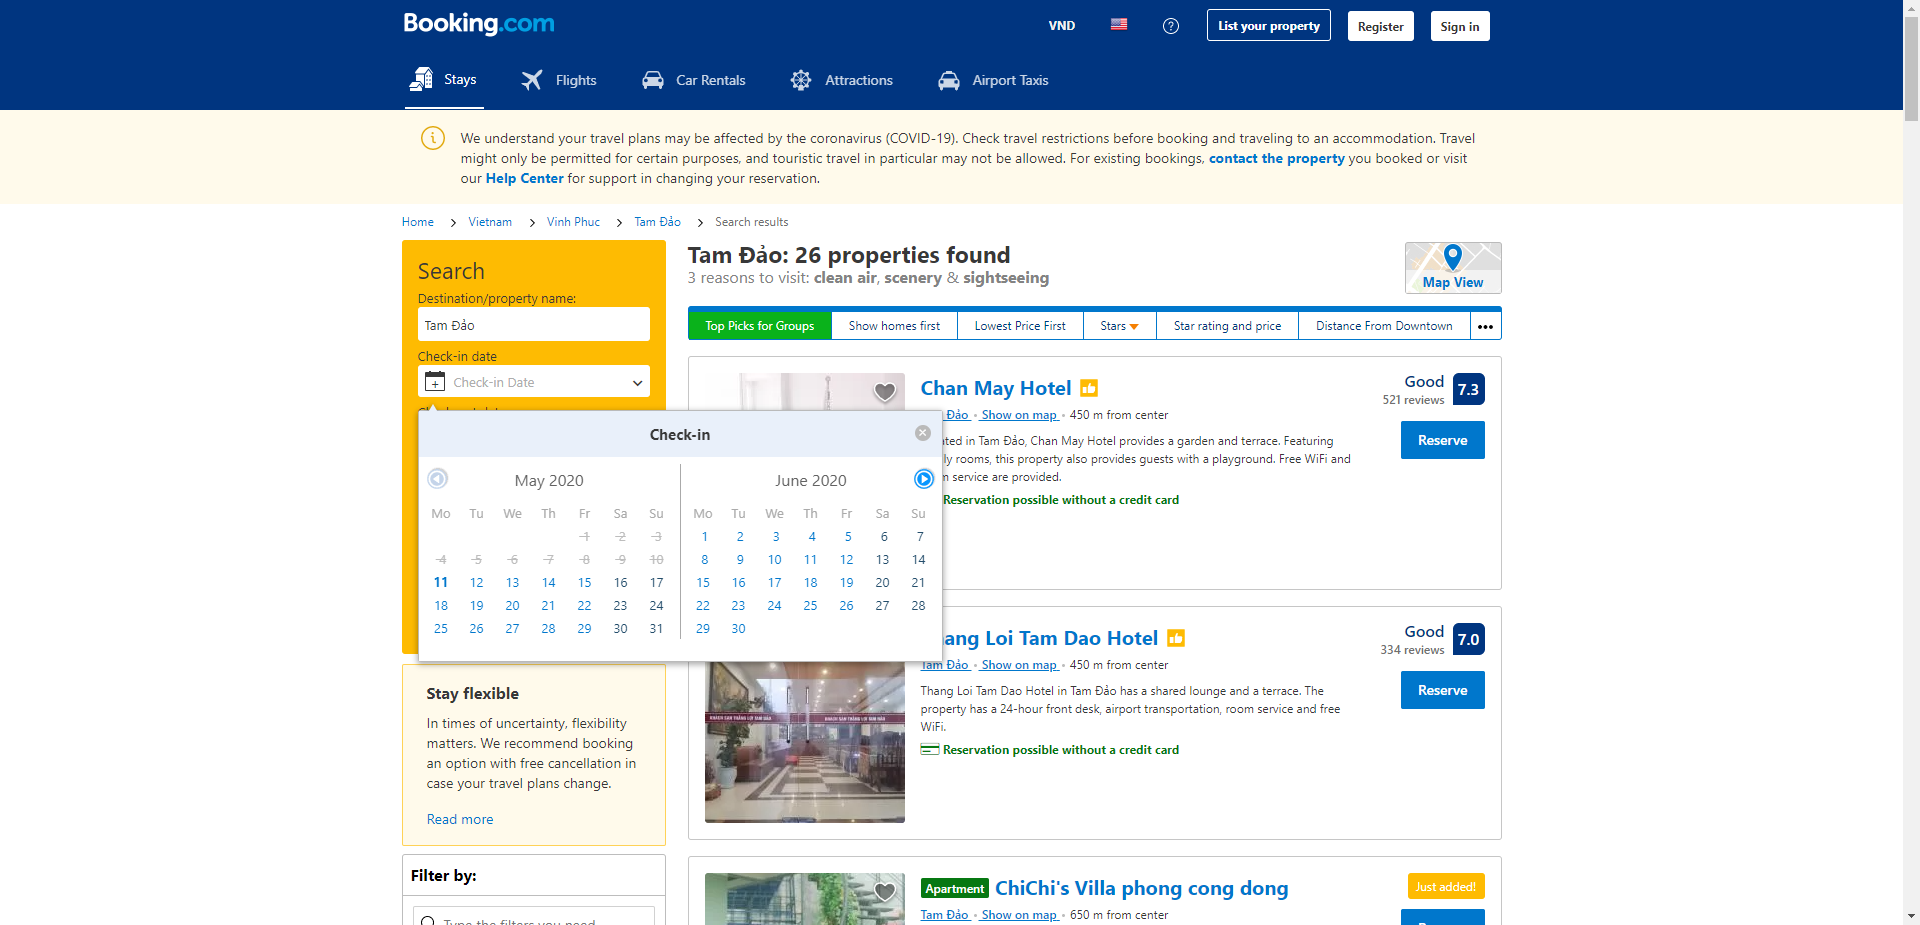 Booking.com
VND
List your property
Register
Sign in
Stays
Flights
Car Rentals
Attractions
Airport Taxis
We understand your travel plans may be affected by the coronavirus (COVID-19). Check travel restrictions before booking and traveling to an accommodation. Travel
might only be permitted for certain purposes, and touristic travel in particular may not be allowed. For existing bookings, contact the property you booked or visit
our Help Center for support in changing your reservation.
Home > Vietnam > Vinh Phuc > Tam Đảo > Search results
Search
Destination/property name:
Tam Đảo
Check-in date
Check-in Date
Check-in
May 2020
Mo Tu We Th Fr Sa Su
1 2 3
4 5 6 7 8 9 10
11 12 13 14 15 16 17
18 19 20 21 22 23 24
25 26 27 28 29 30 31
June 2020
Mo Tu We Th Fr Sa Su
1 2 3 4 5 6 7
8 9 10 11 12 13 14
15 16 17 18 19 20 21
22 23 24 25 26 27 28
29 30
Stay flexible
In times of uncertainty, flexibility
matters. We recommend booking
an option with free cancellation in
case your travel plans change.
Read more
Filter by:
Type the filters you need
Tam Đảo: 26 properties found
3 reasons to visit: clean air, scenery & sightseeing
Map View
Top Picks for Groups
Show homes first
Lowest Price First
Stars
Star rating and price
Distance From Downtown
•••
Chan May Hotel
Good
7.3
521 reviews
Đảo • Show on map • 450 m from center
in Tam Đảo, Chan May Hotel provides a garden and terrace. Featuring
rooms, this property also provides guests with a playground. Free WiFi and
service are provided.
Reservation possible without a credit card
Reserve
Loi Tam Dao Hotel
Good
7.0
334 reviews
Tam Đảo • Show on map • 450 m from center
Thang Loi Tam Dao Hotel in Tam Đảo has a shared lounge and a terrace. The
property has a 24-hour front desk, airport transportation, room service and free
WiFi.
Reservation possible without a credit card
Reserve
KHÁCH SẠN THẮNG LỢI TAM ĐẢO
KHÁCH SẠN THẮNG LỢI TAM ĐẢO
Apartment
ChiChi's Villa phong cong dong
Just added!
Tam Đảo • Show on map • 650 m from center